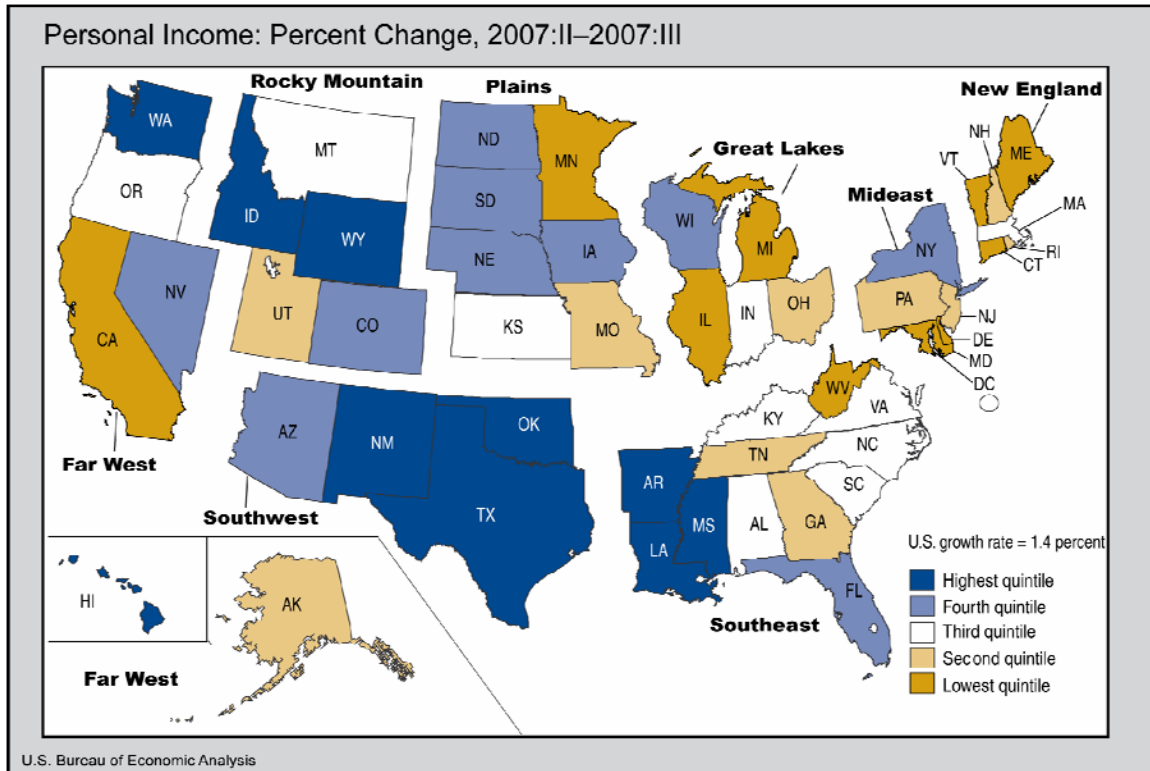 Personal Income: Percent Change, 2007:II–2007:III
Rocky Mountain
Plains
New England
WA
MT
ND
MN
NH
ME
VT
Great Lakes
OR
ID
SD
WI
Mideast
MA
WY
MI
NY
RI
NE
IA
CT
NV
UT
CO
IL
IN
OH
PA
NJ
CA
KS
MO
DE
MD
WV
DC
KY
VA
Far West
AZ
NM
OK
TN
NC
AR
SC
Southwest
TX
MS
AL
GA
LA
U.S. growth rate = 1.4 percent
Highest quintile
HI
AK
FL
Fourth quintile
Southeast
Third quintile
Far West
Second quintile
Lowest quintile
U.S. Bureau of Economic Analysis